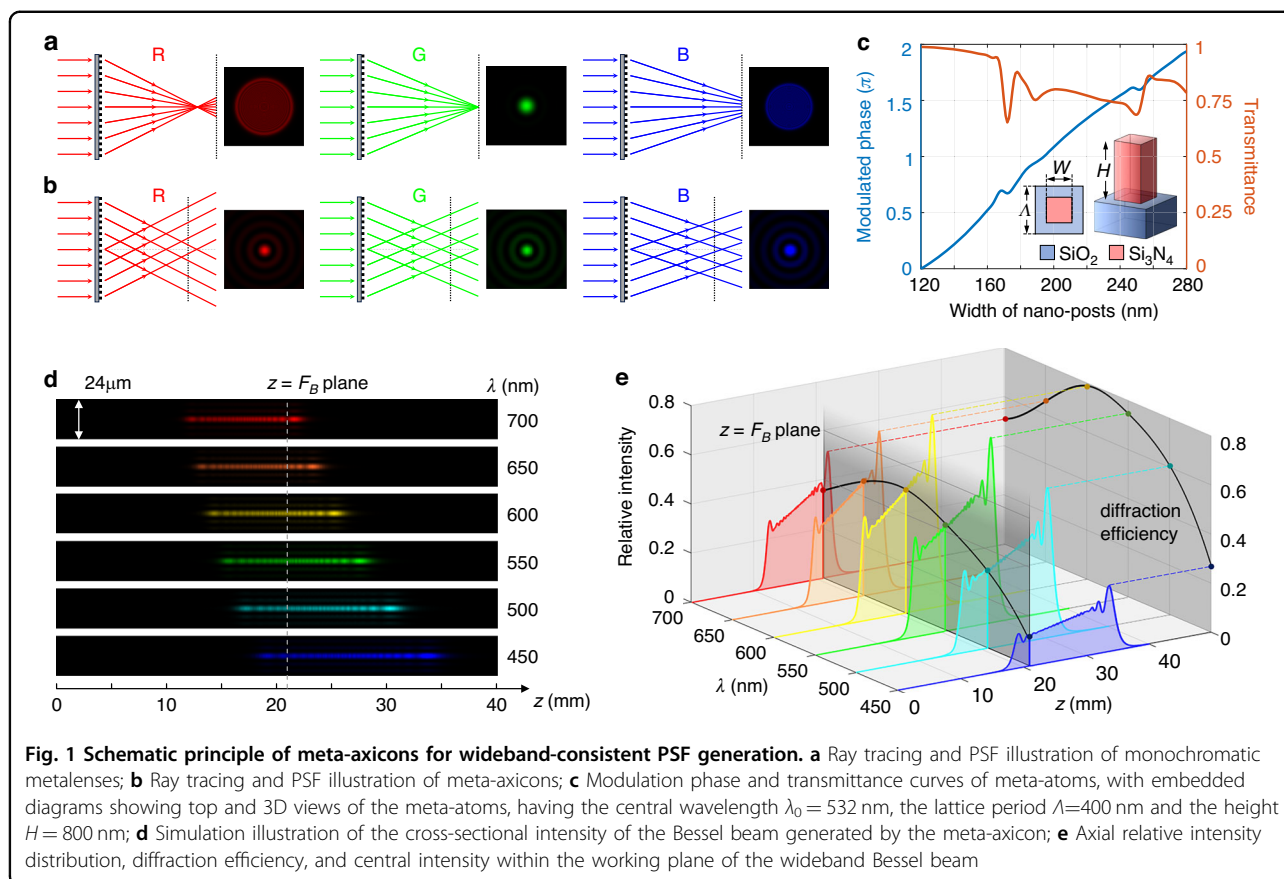 a
R
G
B
b
R
G
B
c
Modulated phase (π)
2
1.5
1
0.5
0
120
160
200
240
280
Width of nano-posts (nm)
1
0.75
0.5
0.25
0
Transmittance
W
Λ
H
SiO2
Si3N4
d
24μm
z = FB plane
λ (nm)
700
650
600
550
500
450
0
10
20
30
40
z (mm)
e
Relative intensity
0.8
0.6
0.4
0.2
0
z = FB plane
700
650
600
550
500
450
λ (nm)
0
10
20
30
40
z (mm)
0.8
0.6
0.4
0.2
0
diffraction
efficiency
Fig. 1 Schematic principle of meta-axicons for wideband-consistent PSF generation. a Ray tracing and PSF illustration of monochromatic
metalenses; b Ray tracing and PSF illustration of meta-axicons; c Modulation phase and transmittance curves of meta-atoms, with embedded
diagrams showing top and 3D views of the meta-atoms, having the central wavelength λ0 = 532 nm, the lattice period Λ=400 nm and the height
H = 800 nm; d Simulation illustration of the cross-sectional intensity of the Bessel beam generated by the meta-axicon; e Axial relative intensity
distribution, diffraction efficiency, and central intensity within the working plane of the wideband Bessel beam